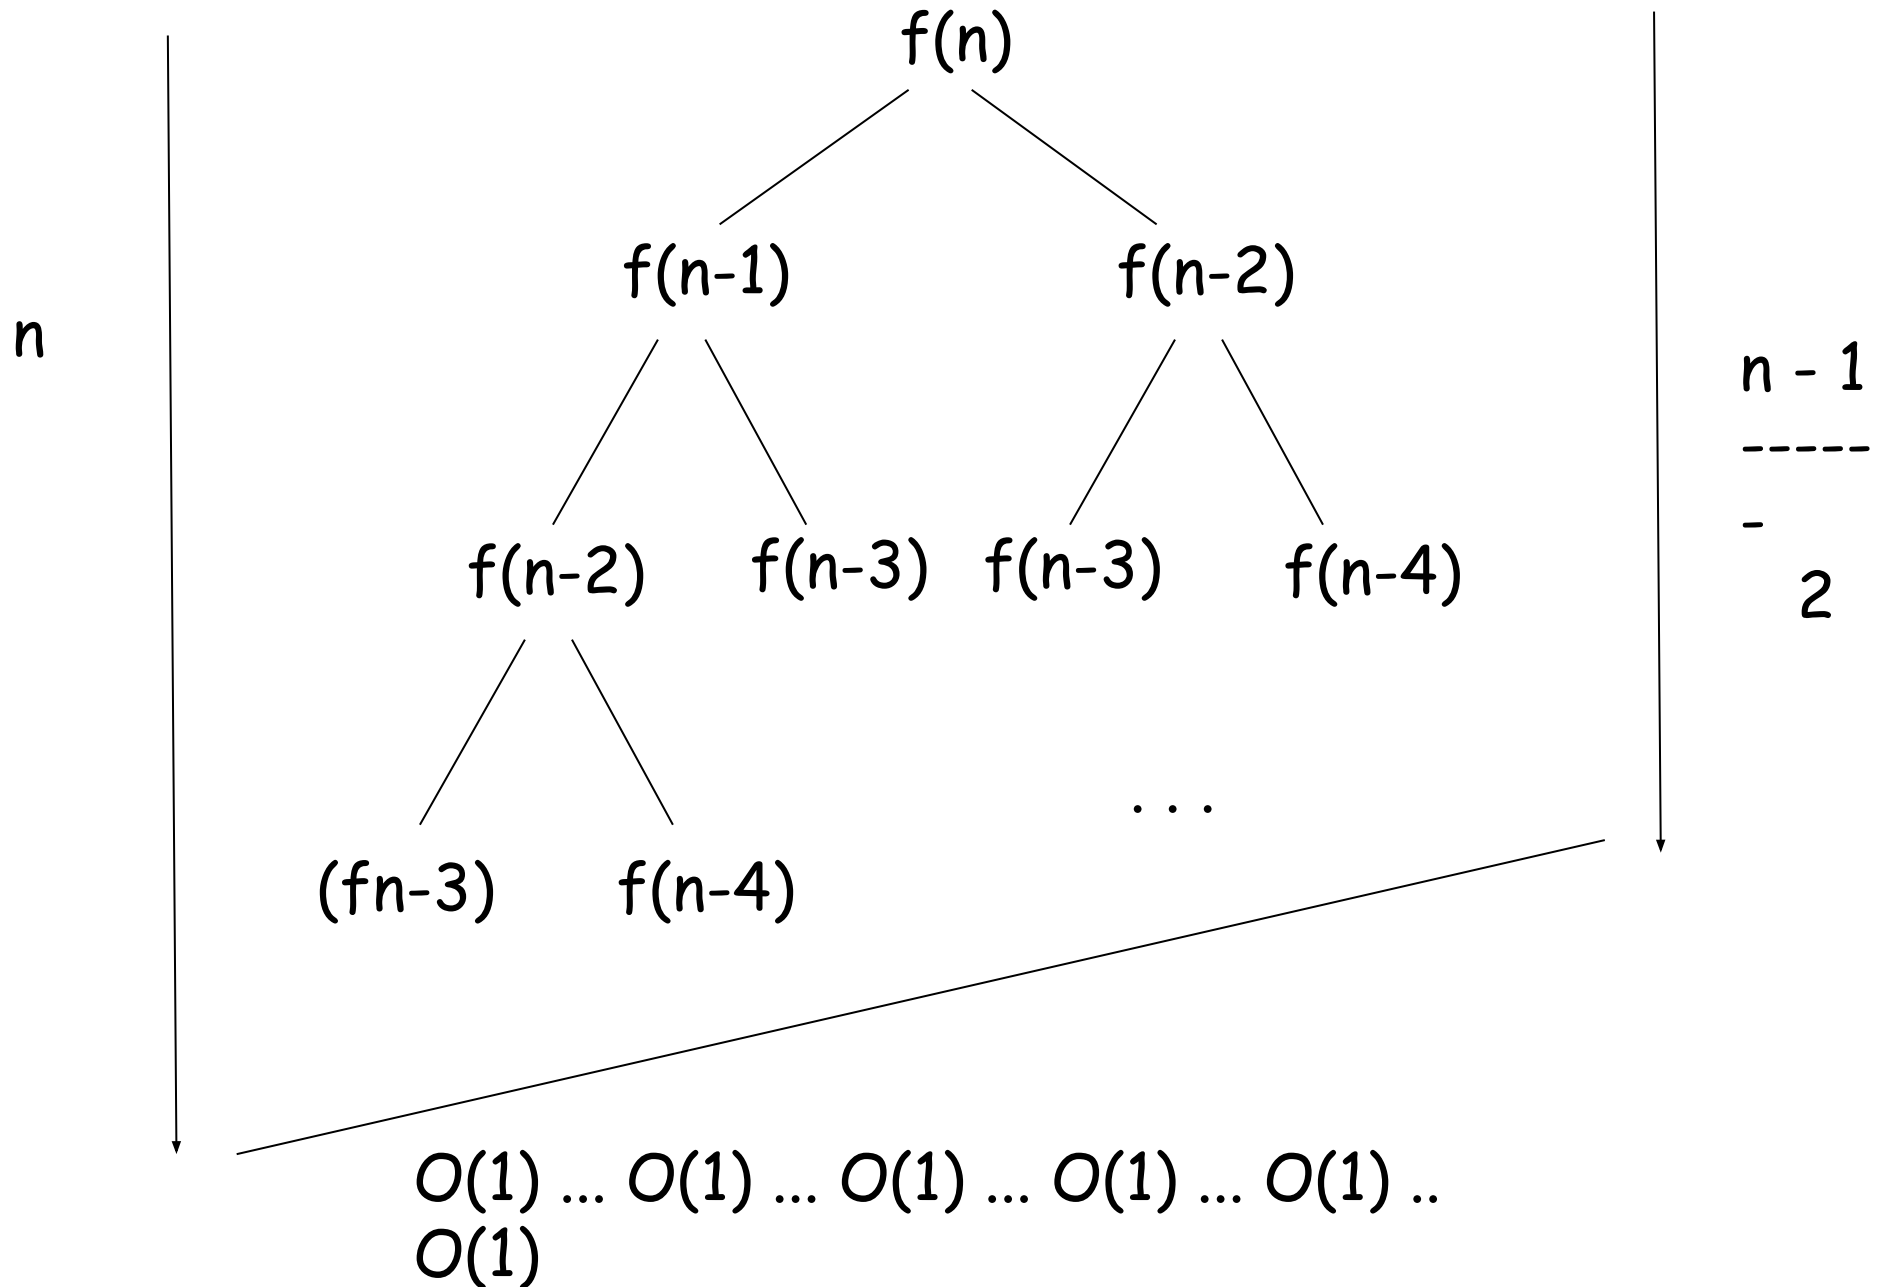 f(n)
f(n-1)
f(n-2)
n
n - 1
-----
-
2
f(n-2)
f(n-3)
f(n-3)
f(n-4)
. . .
(fn-3)
f(n-4)
O(1) ... O(1) ... O(1) ... O(1) ... O(1) ..
O(1)